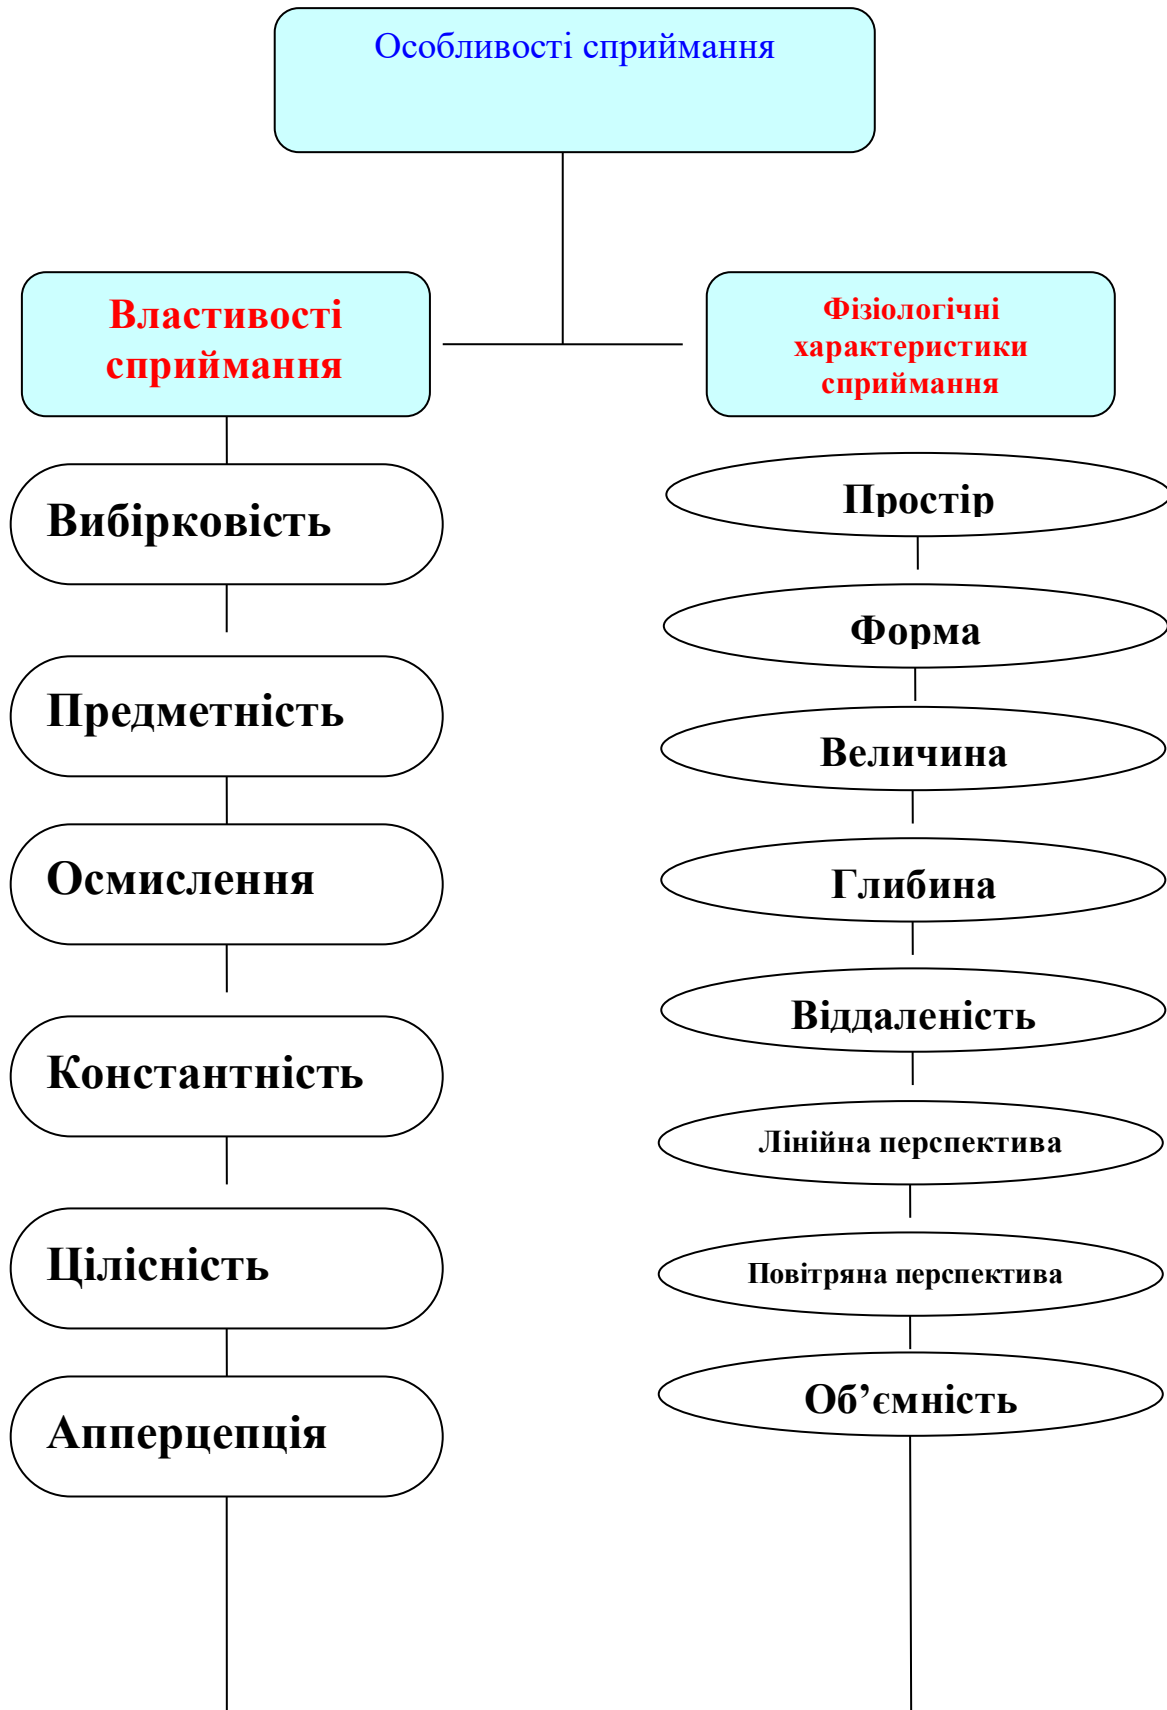 Особливості сприймання
Властивості
сприймання
Вибірковість
Предметність
Осмислення
Константність
Цілісність
Апперцепція
Фізіологічні
характеристики
сприймання
Простір
Форма
Величина
Глибина
Віддаленість
Лінійна перспектива
Повітряна перспектива
Об’ємність